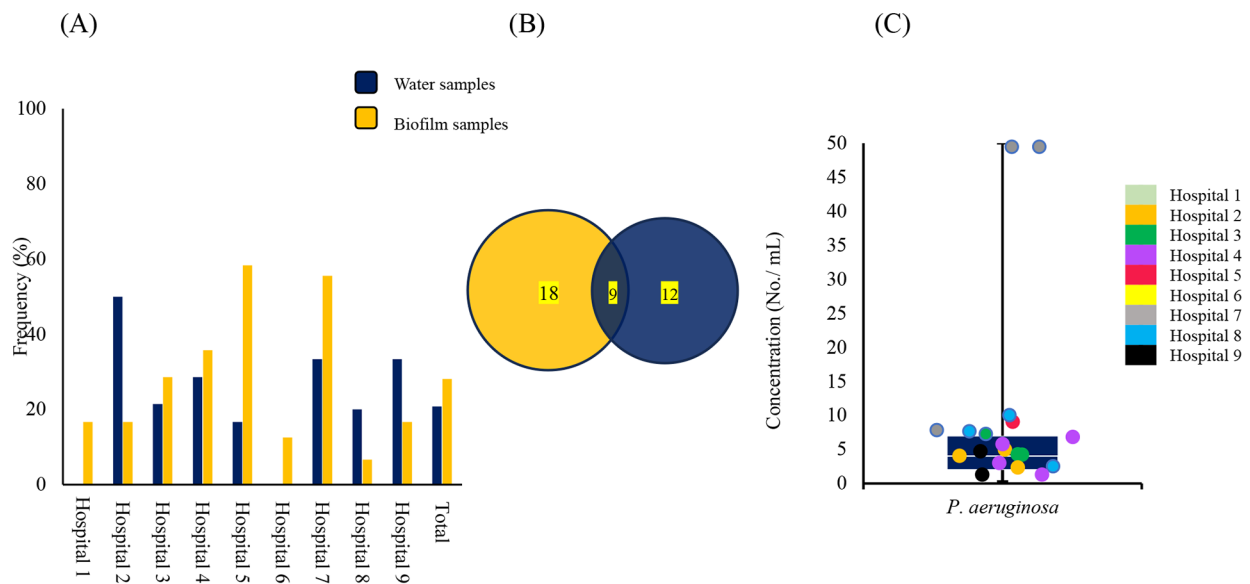 (A)
Water samples
Biofilm samples
Frequency (%)
100
80
60
40
20
0
Hospital 1
Hospital 2
Hospital 3
Hospital 4
Hospital 5
Hospital 6
Hospital 7
Hospital 8
Hospital 9
Total
(B)
18
9
12
(C)
Concentration (No./ mL)
50
45
40
35
30
25
20
15
10
5
0
P. aeruginosa
Hospital 1
Hospital 2
Hospital 3
Hospital 4
Hospital 5
Hospital 6
Hospital 7
Hospital 8
Hospital 9